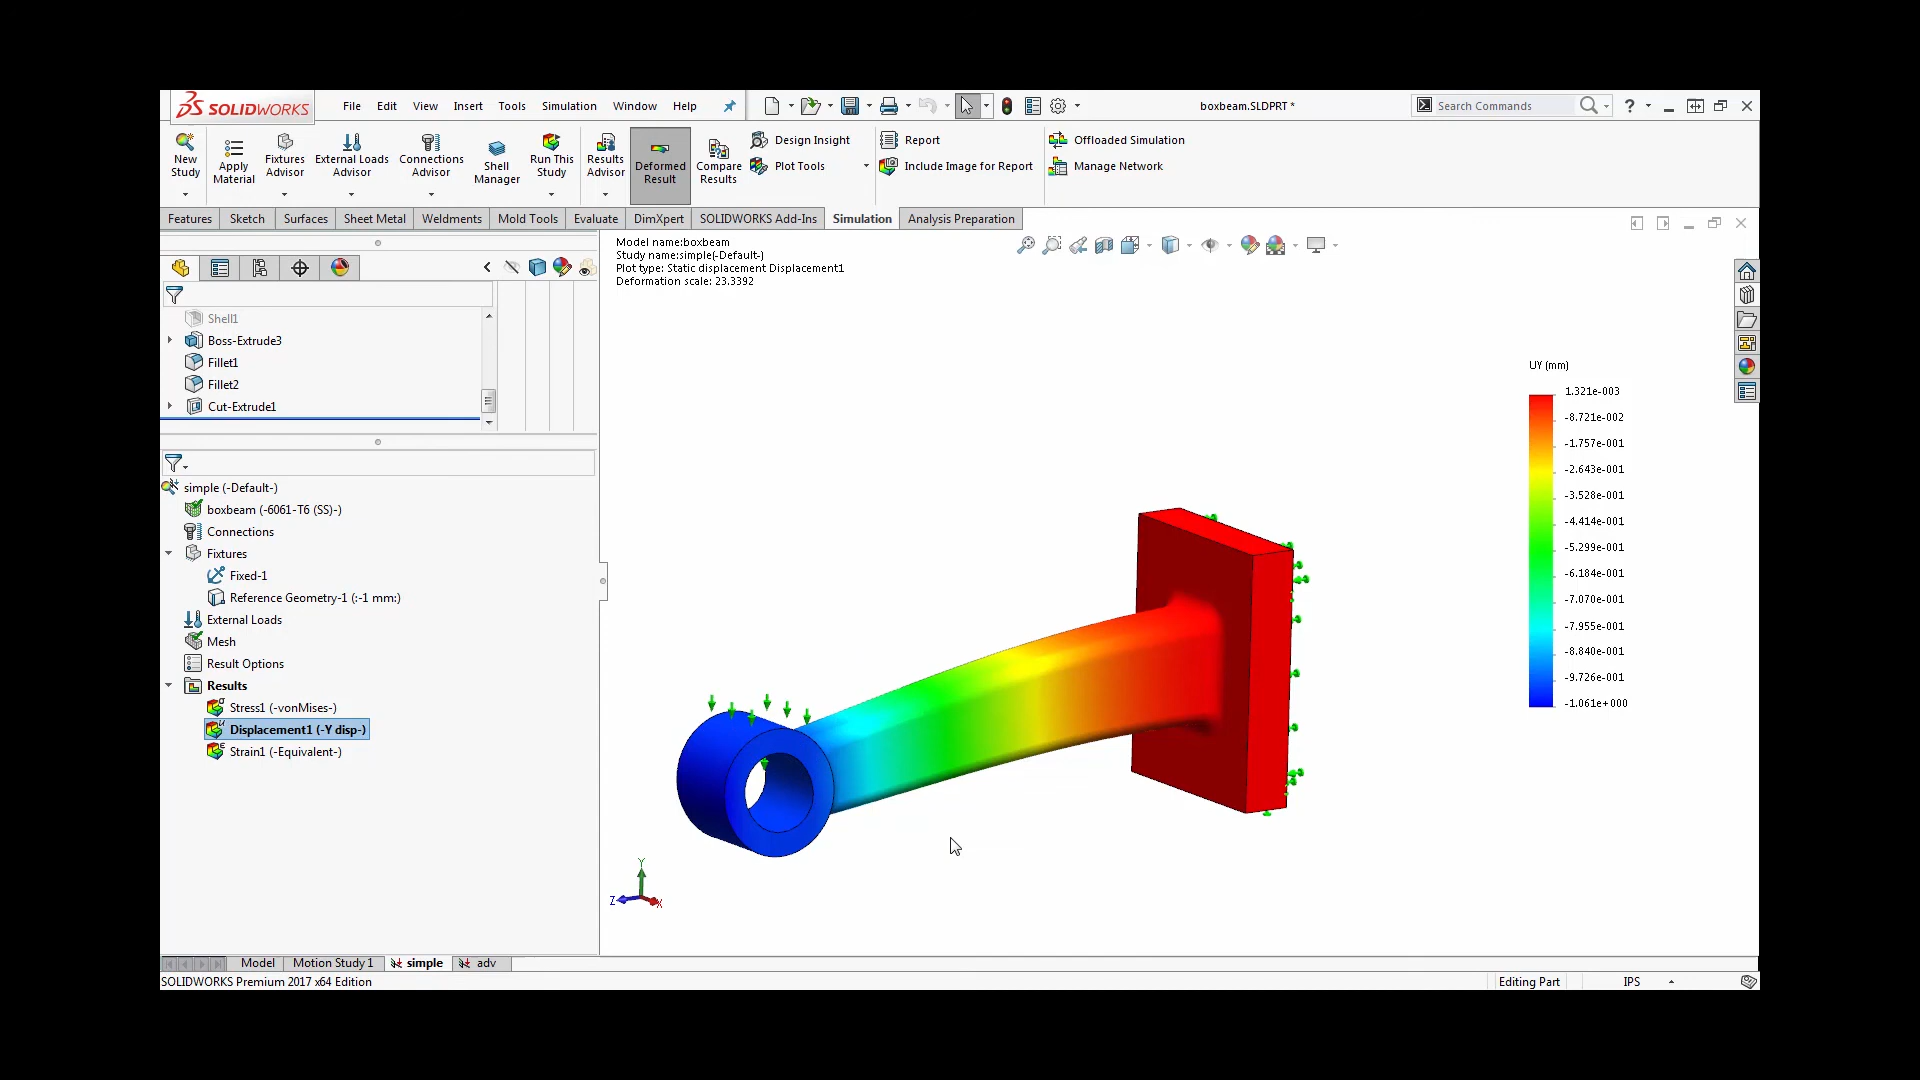 SOLIDWORKS File Edit View Insert Tools Simulation Window Help boxbeam.SLDPRT * Search Commands ?
New Study
Apply Material
Fixtures Advisor
External Loads Advisor
Connections Advisor
Shell Manager
Run This Study
Results Advisor
Deformed Result
Compare Results
Design Insight
Plot Tools
Report
Include Image for Report
Offloaded Simulation
Manage Network
Features Sketch Surfaces Sheet Metal Weldments Mold Tools Evaluate DimXpert SOLIDWORKS Add-Ins Simulation Analysis Preparation
Shell1
Boss-Extrude3
Fillet1
Fillet2
Cut-Extrude1
simple (-Default-)
boxbeam (-6061-T6 (SS)-)
Connections
Fixtures
Fixed-1
Reference Geometry-1 (:-1 mm:)
External Loads
Mesh
Result Options
Results
Stress1 (-vonMises-)
Displacement1 (-Y disp-)
Strain1 (-Equivalent-)
Model name:boxbeam
Study name:simple(-Default-)
Plot type: Static displacement Displacement1
Deformation scale: 23.3392
UY (mm)
1.321e-003
-8.721e-002
-1.757e-001
-2.643e-001
-3.528e-001
-4.414e-001
-5.299e-001
-6.184e-001
-7.070e-001
-7.955e-001
-8.840e-001
-9.726e-001
-1.061e+000
Y
Z X
Model Motion Study 1 simple adv
SOLIDWORKS Premium 2017 x64 Edition Editing Part IPS